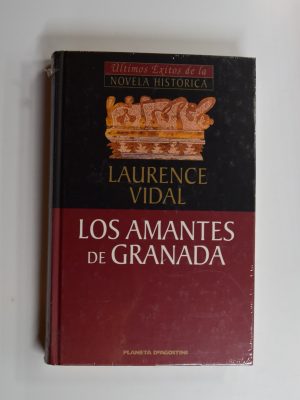 Últimos Éxitos de la
NOVELA HISTÓRICA
LAURENCE
VIDAL
LOS AMANTES
DE GRANADA
PLANETA DEAGOSTINI